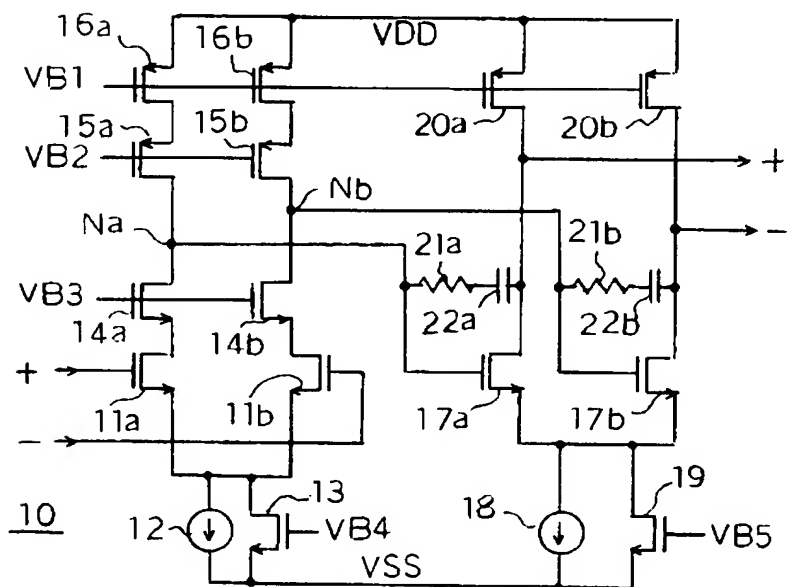 16a
16b
VDD
VB1
15a
15b
20a
20b
VB2
+
Nb
Na
21a
21b
−
VB3
22a
22b
14a
14b
+
11a
11b
17a
17b
−
13
19
10
12
VB4
18
VB5
VSS